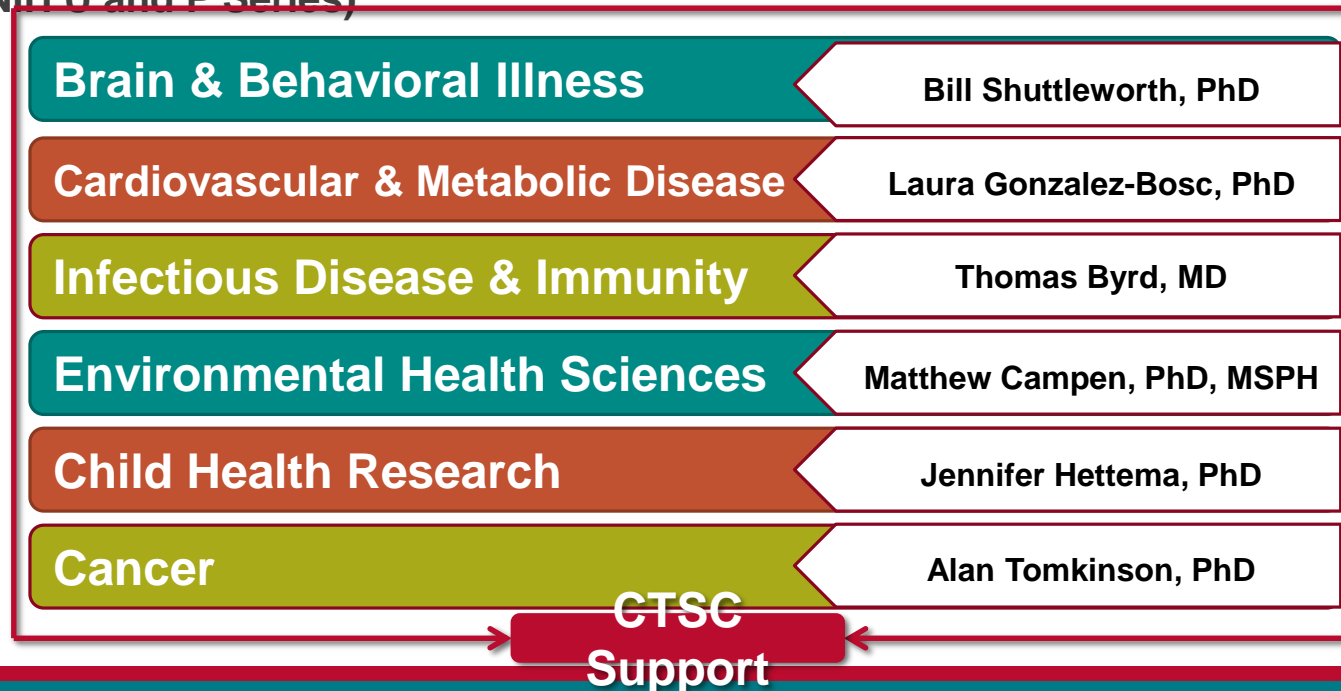 and P Series)
Brain & Behavioral Illness
Bill Shuttleworth, PhD
Cardiovascular & Metabolic Disease
Laura Gonzalez-Bosc, PhD
Infectious Disease & Immunity
Thomas Byrd, MD
Environmental Health Sciences
Matthew Campen, PhD, MSPH
Child Health Research
Jennifer Hettema, PhD
Cancer
Alan Tomkinson, PhD
CTSC
Support